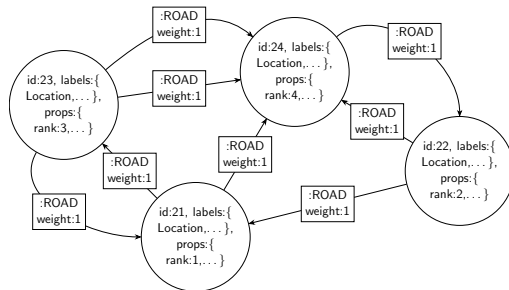 :ROAD
weight:1
id:24, labels:{
Location,... },
props:{
rank:4,... }
:ROAD
weight:1
id:23, labels:{
Location,... },
props:{
rank:3,... }
:ROAD
weight:1
:ROAD
weight:1
:ROAD
weight:1
id:22, labels:{
Location,... },
props:{
rank:2,... }
:ROAD
weight:1
:ROAD
weight:1
id:21, labels:{
Location,... },
props:{
rank:1,... }
:ROAD
weight:1